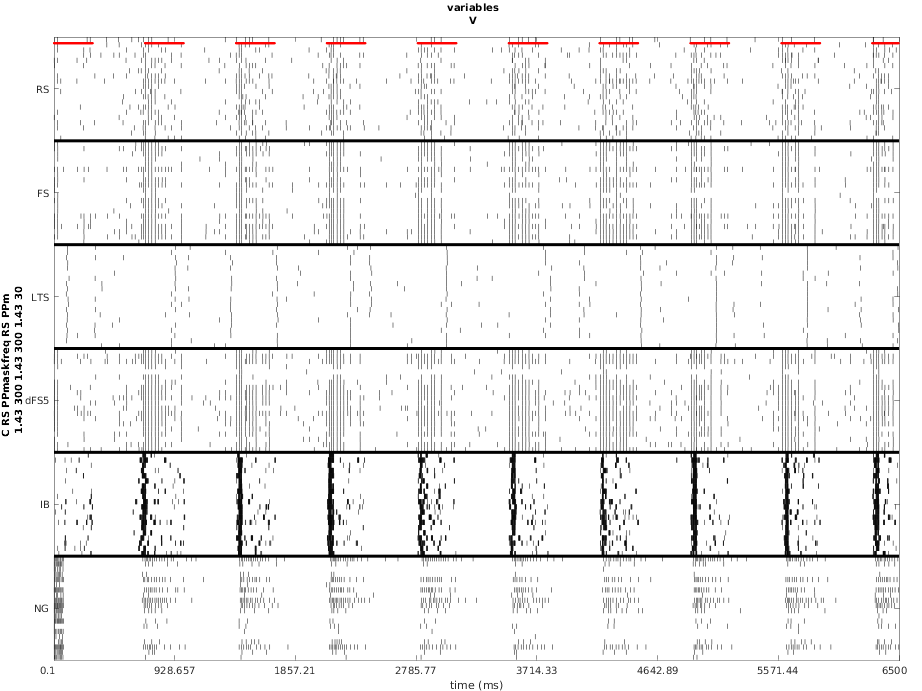 variables
V
RS
FS
LTS
dFS5
IB
NG
C RS PPmaskfreq RS PPm
1.43 300 1.43 300 1.43 30
0.1 928.657 1857.21 2785.77 3714.33 4642.89 5571.44 6500
time (ms)